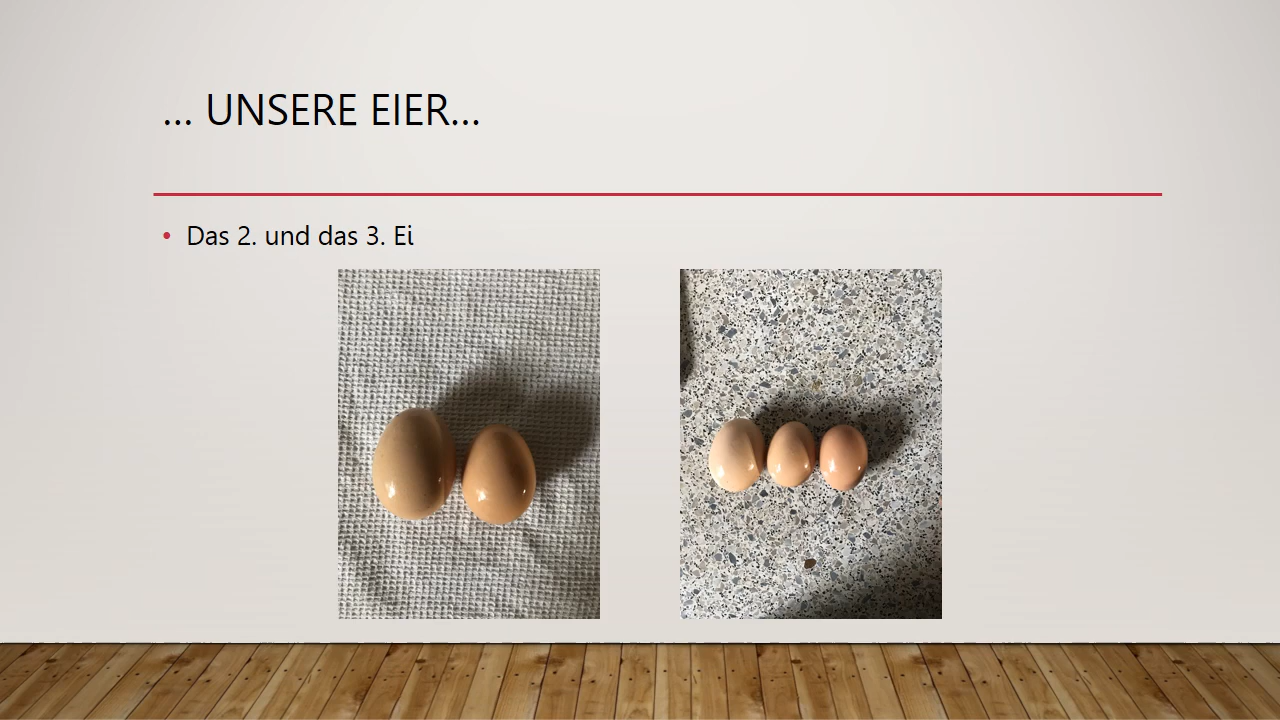 ... UNSERE EIER...
• Das 2. und das 3. Ei